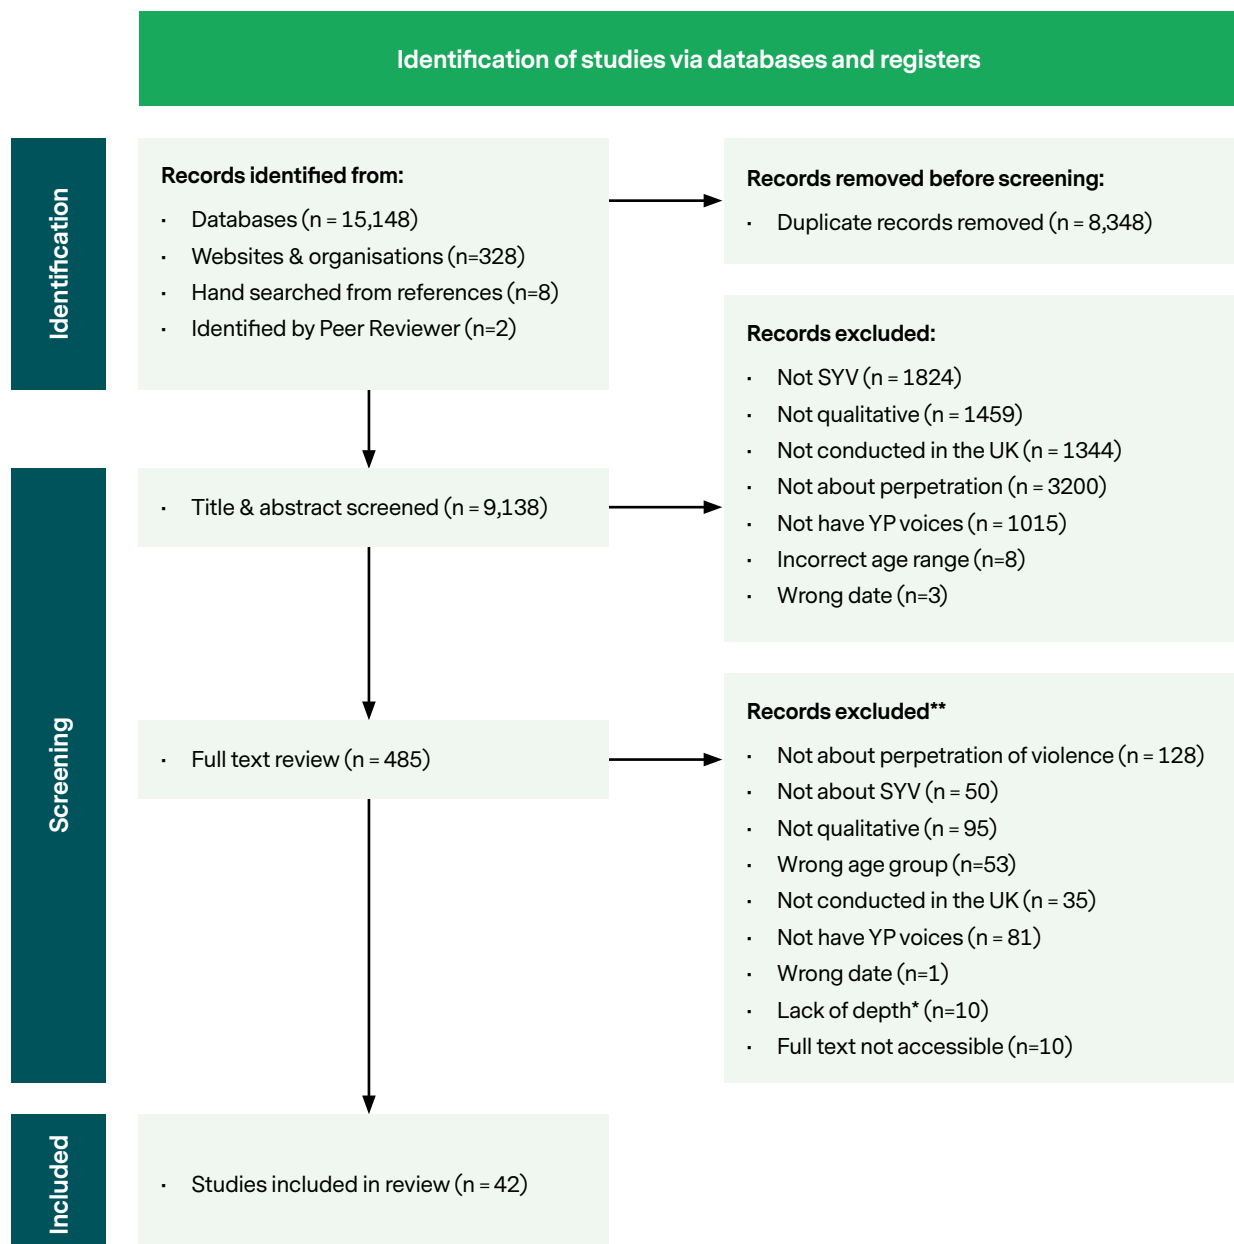 Identification of studies via databases and registers
Identification
Records identified from:
· Databases (n = 15,148)
· Websites & organisations (n=328)
· Hand searched from references (n=8)
· Identified by Peer Reviewer (n=2)
Records removed before screening:
· Duplicate records removed (n = 8,348)
Records excluded:
· Not SYV (n = 1824)
· Not qualitative (n = 1459)
· Not conducted in the UK (n = 1344)
· Not about perpetration (n = 3200)
· Not have YP voices (n = 1015)
· Incorrect age range (n=8)
· Wrong date (n=3)
Screening
· Title & abstract screened (n = 9,138)
· Full text review (n = 485)
Records excluded**
· Not about perpetration of violence (n = 128)
· Not about SYV (n = 50)
· Not qualitative (n = 95)
· Wrong age group (n=53)
· Not conducted in the UK (n = 35)
· Not have YP voices (n = 81)
· Wrong date (n=1)
· Lack of depth* (n=10)
· Full text not accessible (n=10)
Included
· Studies included in review (n = 42)